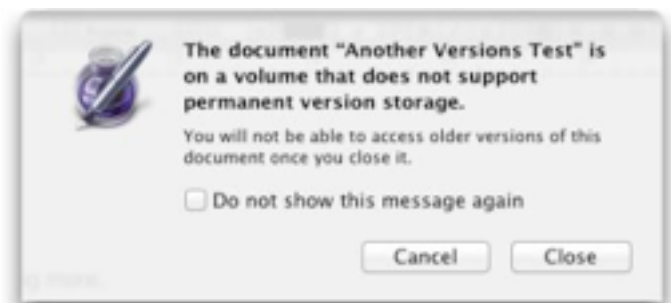 The document “Another Versions Test” is
on a volume that does not support
permanent version storage.
You will not be able to access older versions of this
document once you close it.
Do not show this message again
Cancel
Close
more.